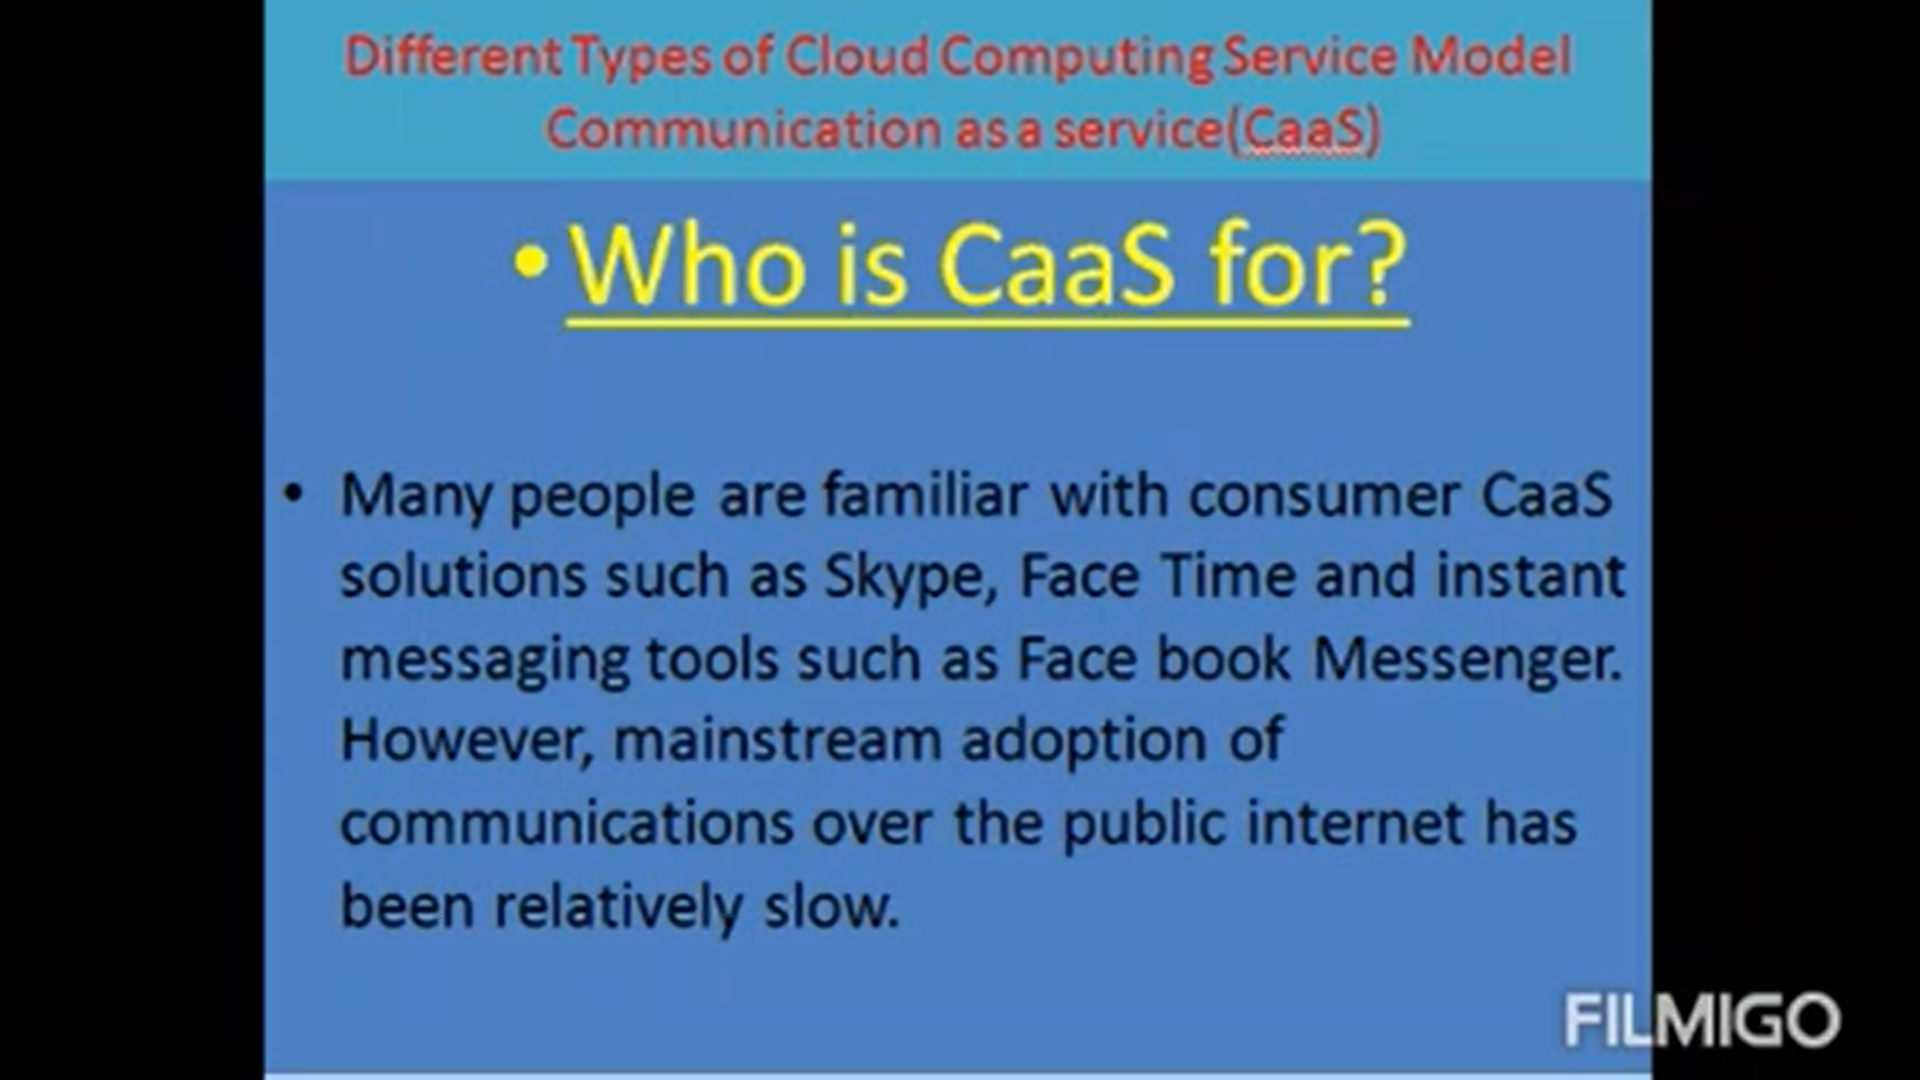 Different Types of Cloud Computing Service Model
Communication as a service(CaaS)
• Who is CaaS for?
• Many people are familiar with consumer CaaS
solutions such as Skype, Face Time and instant
messaging tools such as Face book Messenger.
However, mainstream adoption of
communications over the public internet has
been relatively slow.
FILMIGO